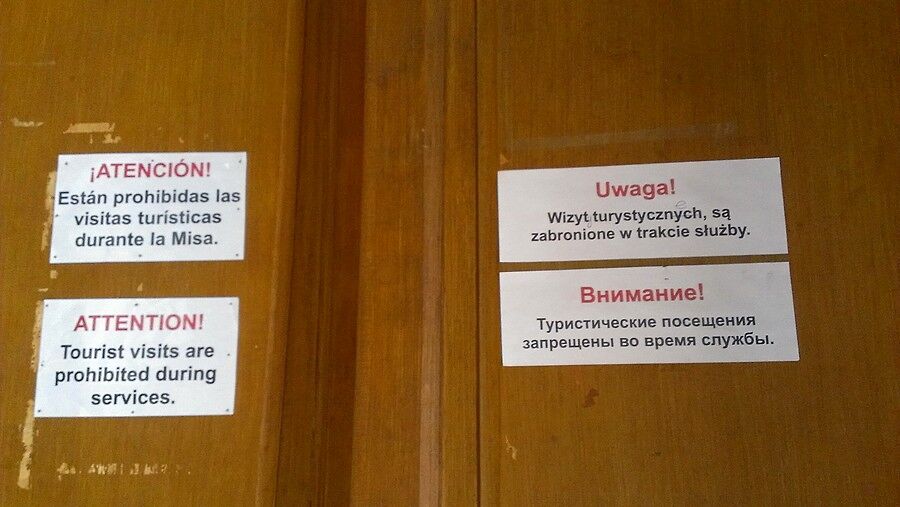 ¡ATENCIÓN!
Están prohibidas las
visitas turísticas
durante la Misa.
ATTENTION!
Tourist visits are
prohibited during
services.
Uwaga!
Wizyt turystycznych, są
zabronione w trakcie służby.
Внимание!
Туристические посещения
запрещены во время службы.